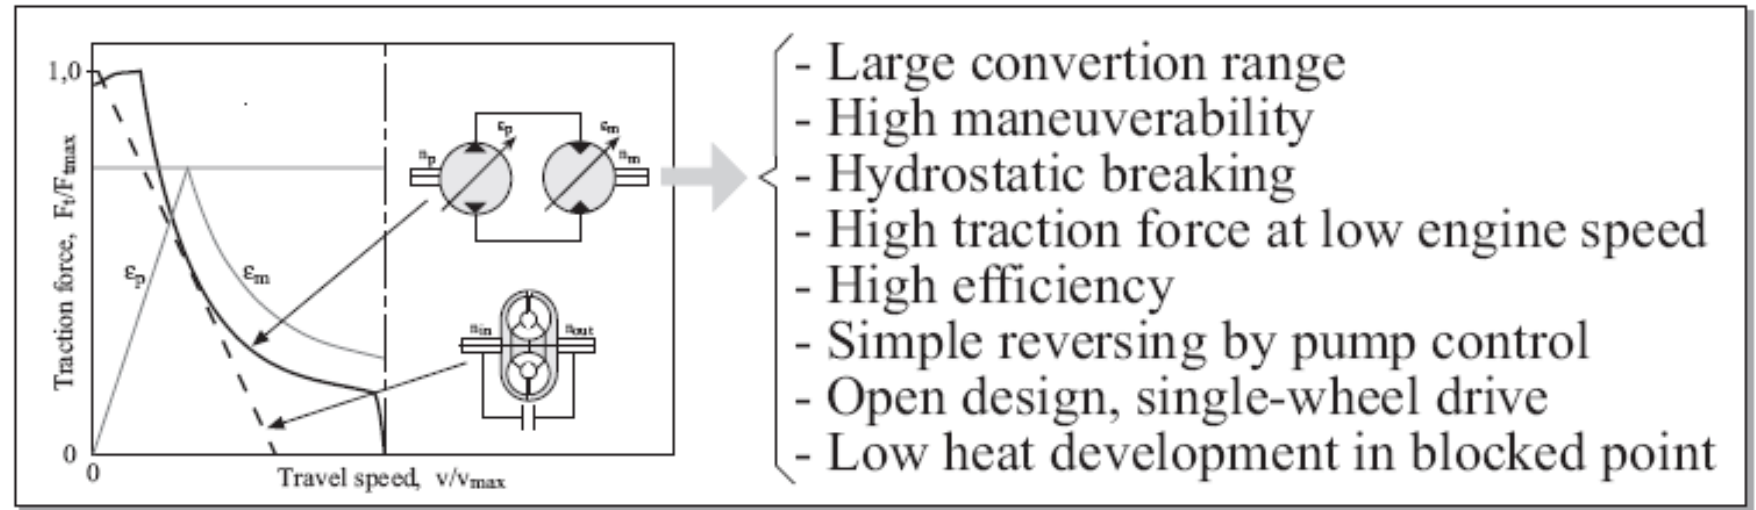 1,0
Traction force, Ft/Ftmax
0
0
Travel speed, v/vmax
εp
εm
np
εp
εm
nm
nin
nout
- Large convertion range
- High maneuverability
- Hydrostatic breaking
- High traction force at low engine speed
- High efficiency
- Simple reversing by pump control
- Open design, single-wheel drive
- Low heat development in blocked point